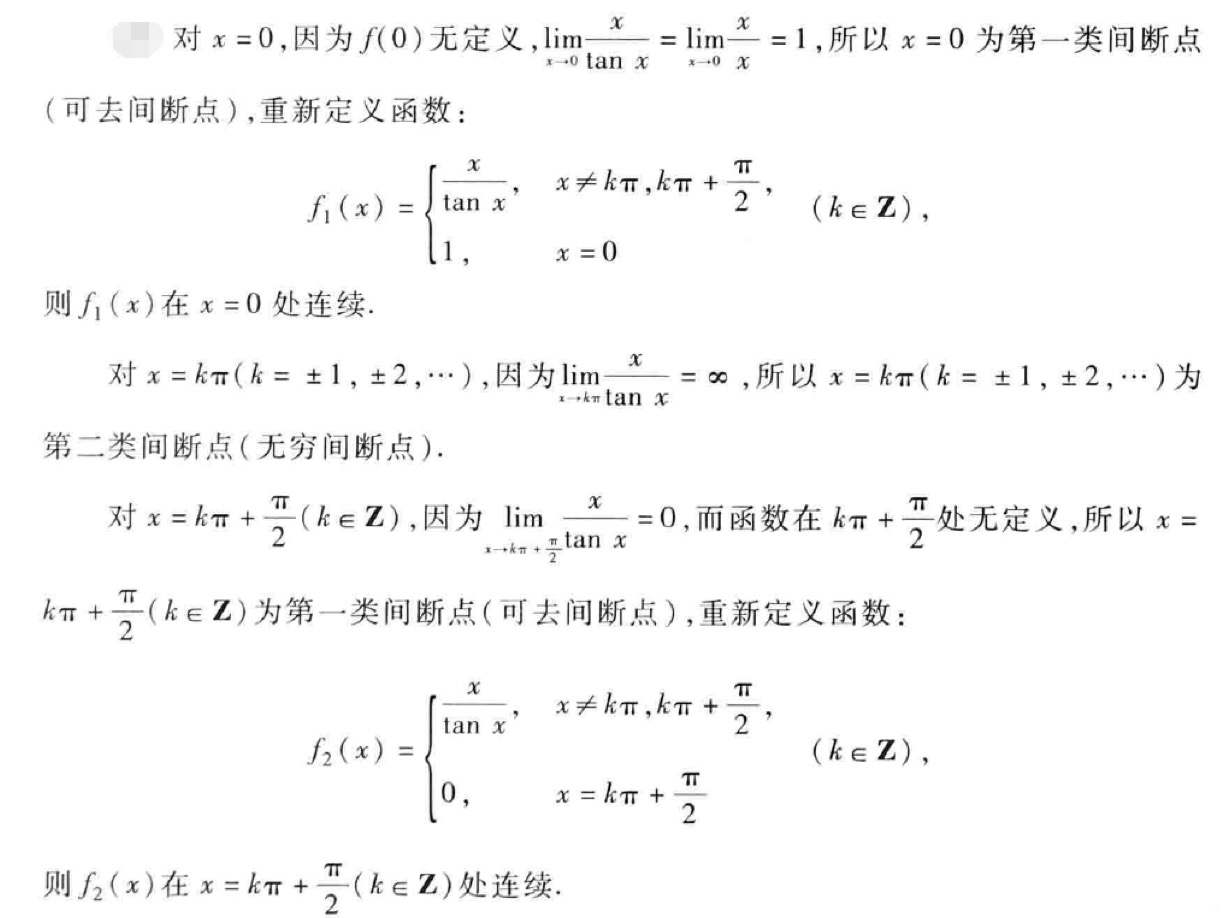 对 x = 0,因为 f(0)无定义,$\lim\limits_{x\to 0}\frac{x}{\tan x}=\lim\limits_{x\to 0}\frac{x}{x}=1$,所以 x = 0 为第一类间断点
(可去间断点),重新定义函数:
$f_1(x)=\begin{cases}\frac{x}{\tan x}, & x\neq k\pi,k\pi+\frac{\pi}{2},\\1, & x=0\end{cases}(k\in\mathbf{Z}),$
则 $f_1(x)$在 x = 0 处连续.
对 $x=k\pi(k=\pm1,\pm2,\cdots)$,因为$\lim\limits_{x\to k\pi}\frac{x}{\tan x}=\infty$,所以 $x=k\pi(k=\pm1,\pm2,\cdots)$为
第二类间断点(无穷间断点).
对 $x=k\pi+\frac{\pi}{2}(k\in\mathbf{Z})$,因为 $\lim\limits_{x\to k\pi+\frac{\pi}{2}}\frac{x}{\tan x}=0$,而函数在 $k\pi+\frac{\pi}{2}$处无定义,所以 x =
$k\pi+\frac{\pi}{2}(k\in\mathbf{Z})$为第一类间断点(可去间断点),重新定义函数:
$f_2(x)=\begin{cases}\frac{x}{\tan x}, & x\neq k\pi,k\pi+\frac{\pi}{2},\\0, & x=k\pi+\frac{\pi}{2}\end{cases}(k\in\mathbf{Z}),$
则 $f_2(x)$在 $x=k\pi+\frac{\pi}{2}(k\in\mathbf{Z})$处连续.